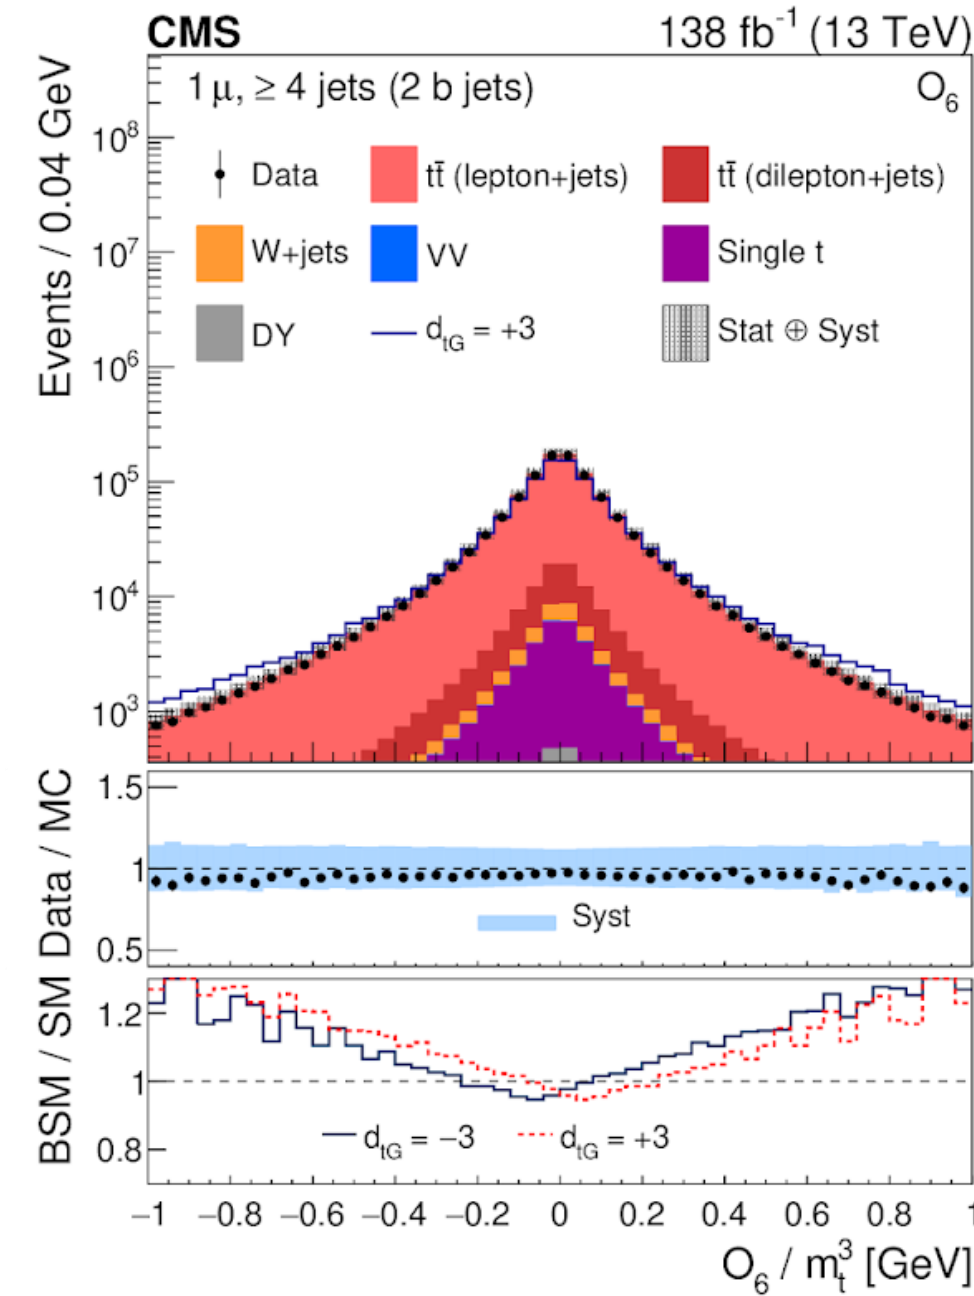 CMS 138 fb⁻¹ (13 TeV)
1 μ, ≥ 4 jets (2 b jets) O₆
Data tt̄ (lepton+jets) tt̄ (dilepton+jets)
W+jets VV Single t
DY d_tG = +3 Stat ⊕ Syst
Events / 0.04 GeV
10⁸
10⁷
10⁶
10⁵
10⁴
10³
Data / MC
1.5
1
0.5
Syst
BSM / SM
1.2
1
0.8
d_tG = −3 d_tG = +3
−1 −0.8 −0.6 −0.4 −0.2 0 0.2 0.4 0.6 0.8 1
O₆ / m_t³ [GeV]